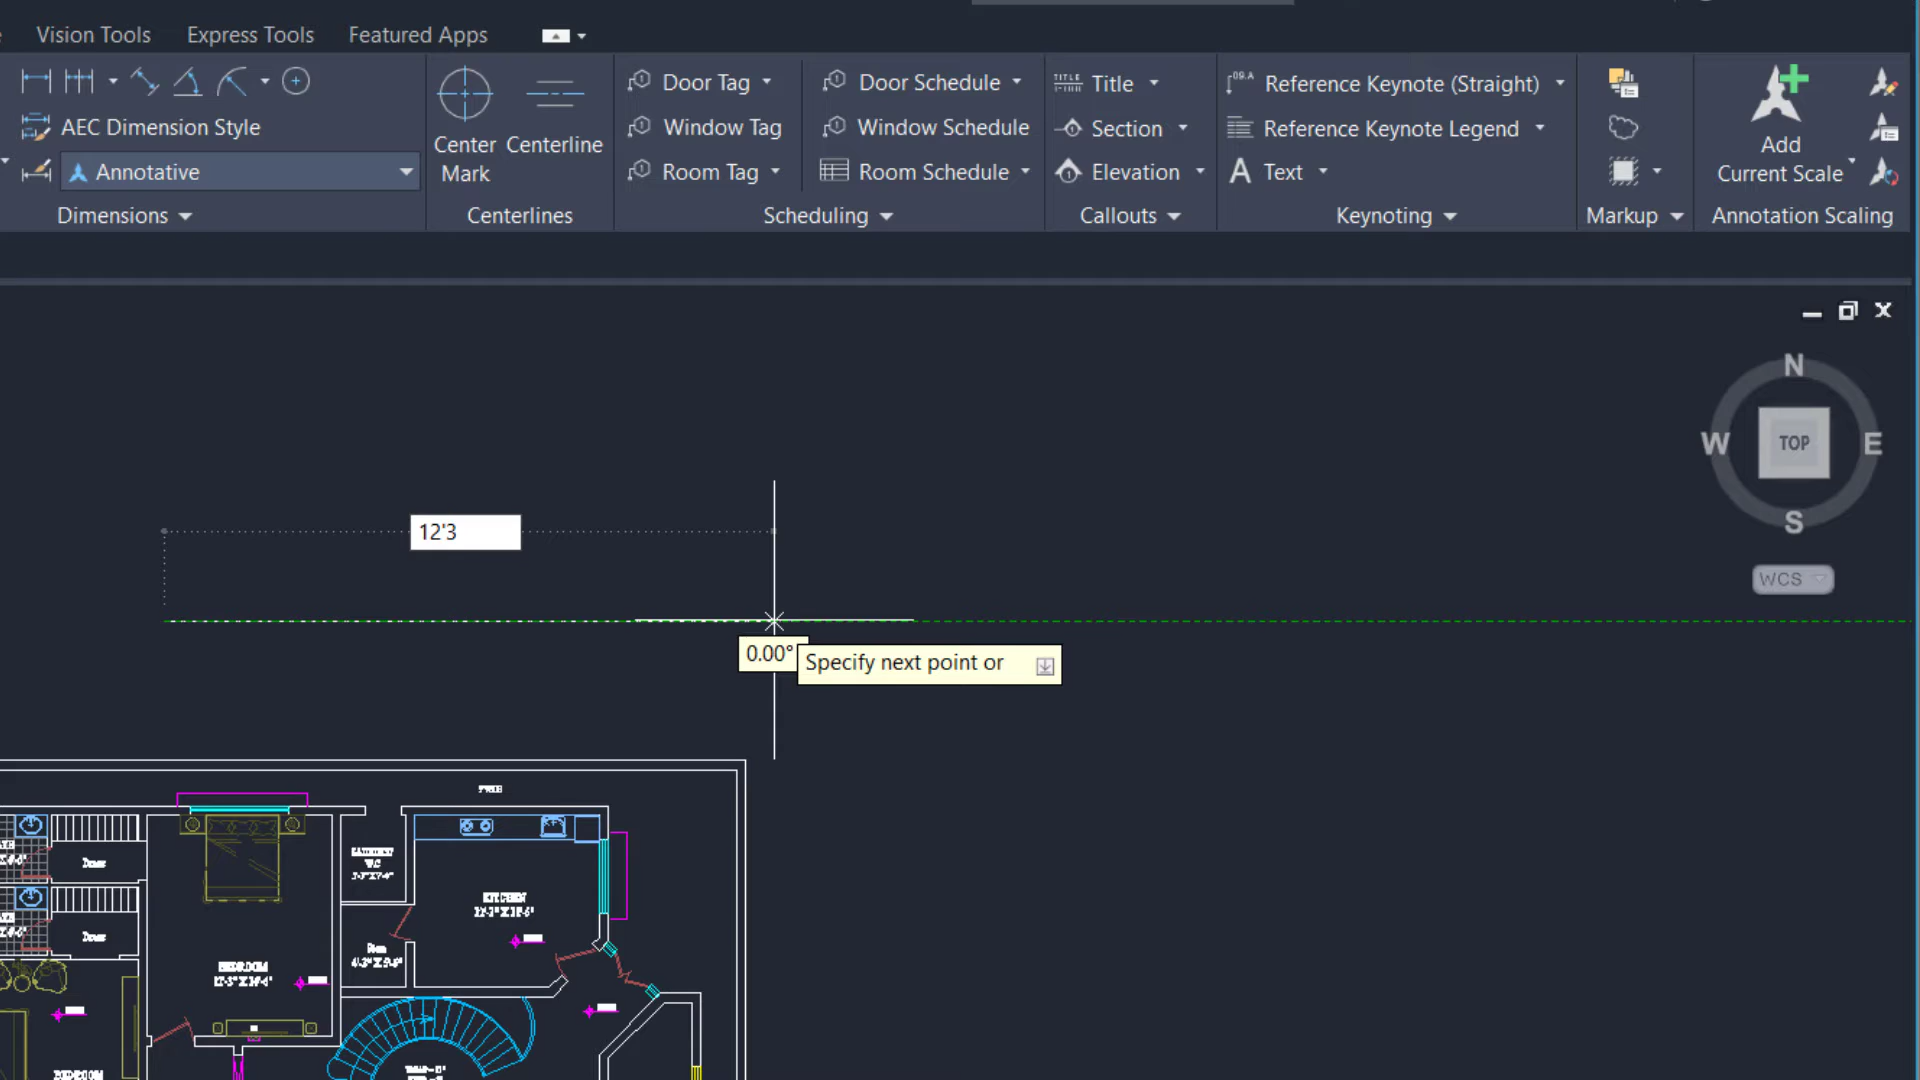 Vision Tools Express Tools Featured Apps
Door Tag Door Schedule Title Reference Keynote (Straight)
AEC Dimension Style Window Tag Window Schedule Section Reference Keynote Legend
Center Mark Centerline Add Current Scale
Annotative Room Tag Room Schedule Elevation A Text
Dimensions Centerlines Scheduling Callouts Keynoting Markup Annotation Scaling
N
W TOP E
S
WCS
12'3
0.00° Specify next point or
KITCHEN
BEDROOM